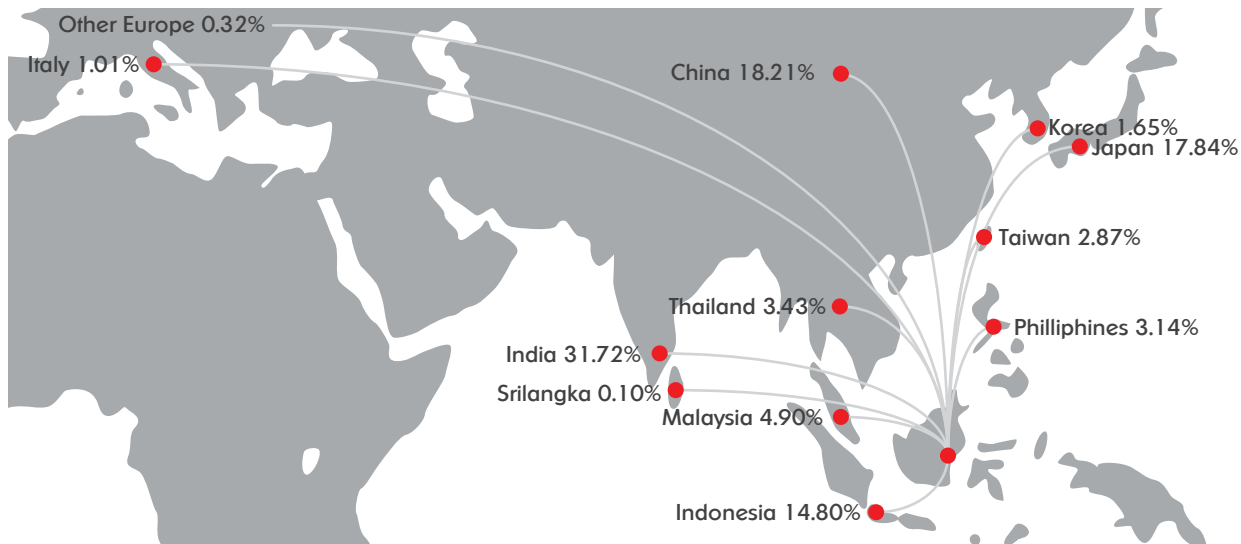 Other Europe 0.32%
Italy 1.01%
China 18.21%
Korea 1.65%
Japan 17.84%
Taiwan 2.87%
Thailand 3.43%
Philliphines 3.14%
India 31.72%
Srilangka 0.10%
Malaysia 4.90%
Indonesia 14.80%